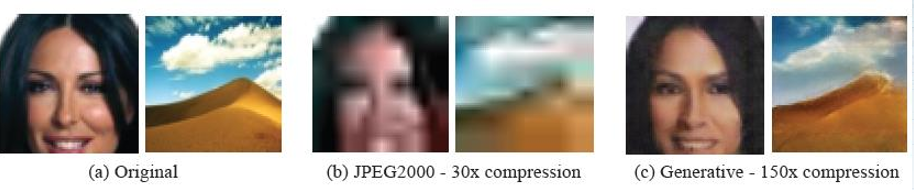 (a) Original
(b) JPEG2000 - 30x compression
(c) Generative - 150x compression